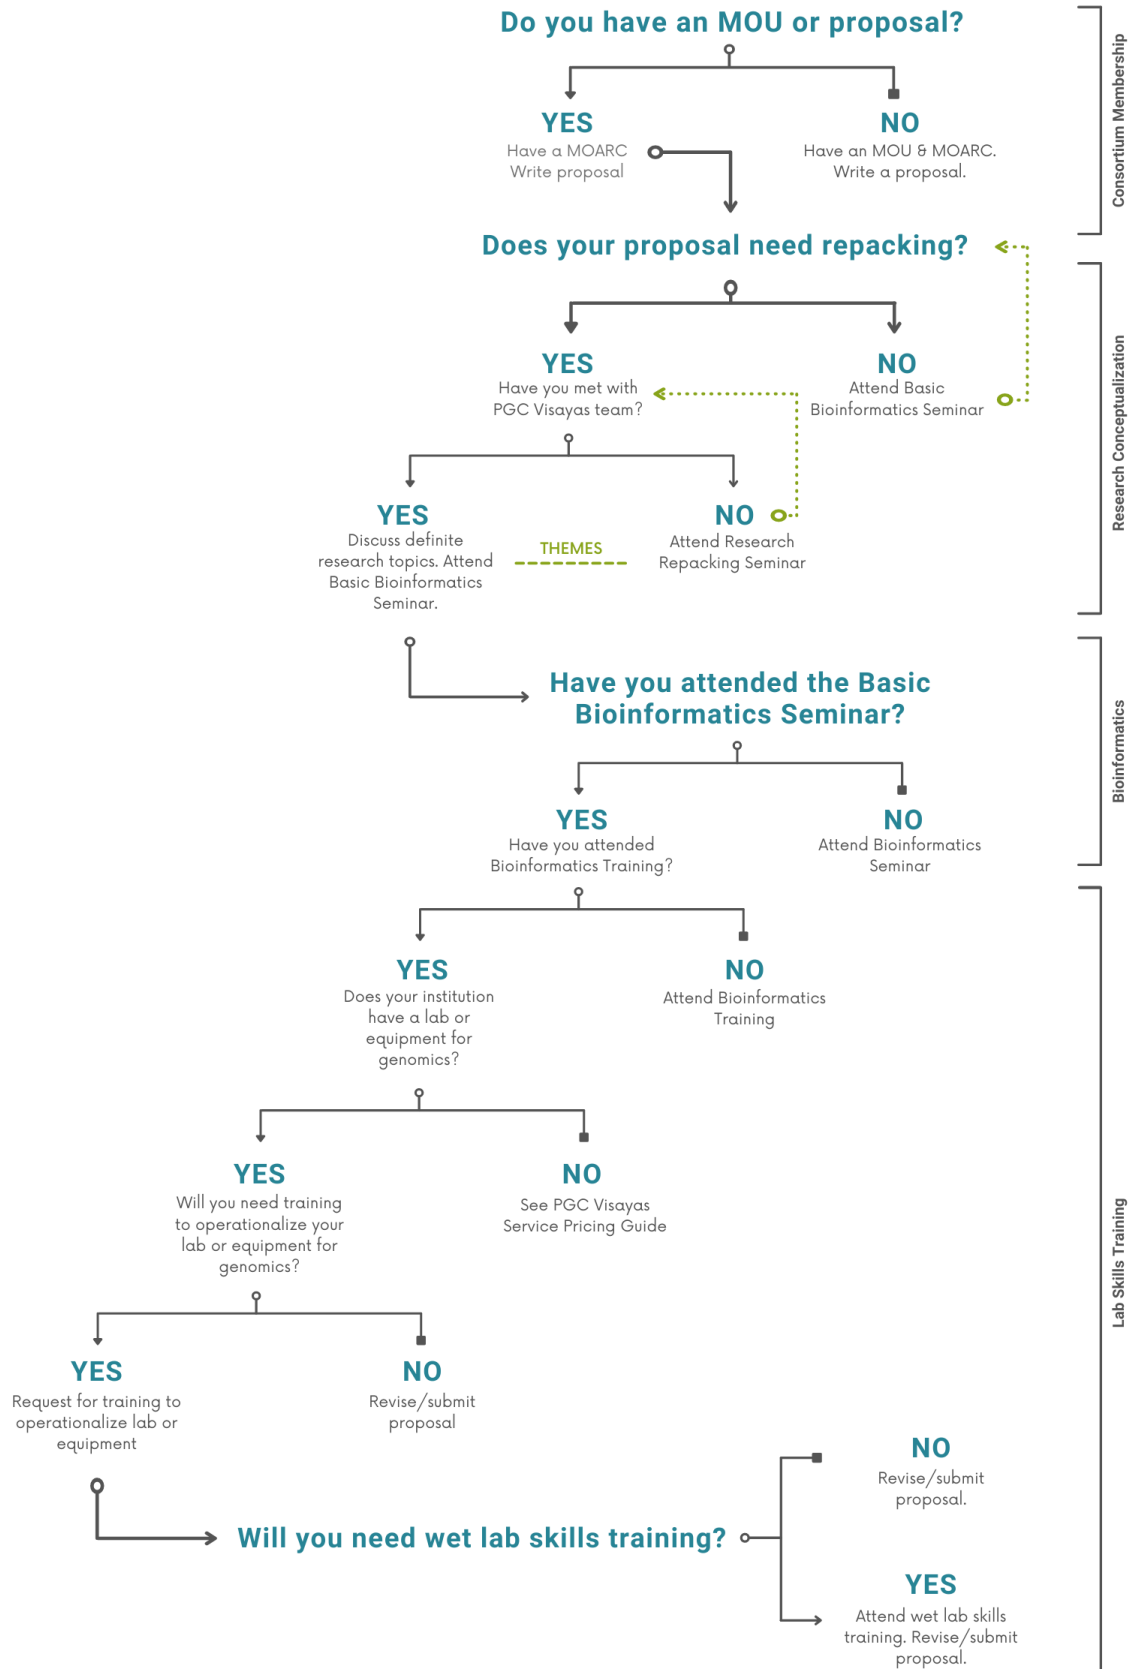 Do you have an MOU or proposal?
YES
Have a MOARC
Write proposal
NO
Have an MOU & MOARC.
Write a proposal.
Consortium Membership
Does your proposal need repacking?
YES
Have you met with
PGC Visayas team?
NO
Attend Basic
Bioinformatics Seminar
YES
Discuss definite
research topics. Attend
Basic Bioinformatics
Seminar.
THEMES
NO
Attend Research
Repacking Seminar
Research Conceptualization
Have you attended the Basic
Bioinformatics Seminar?
YES
Have you attended
Bioinformatics Training?
NO
Attend Bioinformatics
Seminar
Bioinformatics
YES
Does your institution
have a lab or
equipment for
genomics?
NO
Attend Bioinformatics
Training
YES
Will you need training
to operationalize your
lab or equipment for
genomics?
NO
See PGC Visayas
Service Pricing Guide
YES
Request for training to
operationalize lab or
equipment
NO
Revise/submit
proposal
Will you need wet lab skills training?
NO
Revise/submit
proposal.
YES
Attend wet lab skills
training. Revise/submit
proposal.
Lab Skills Training